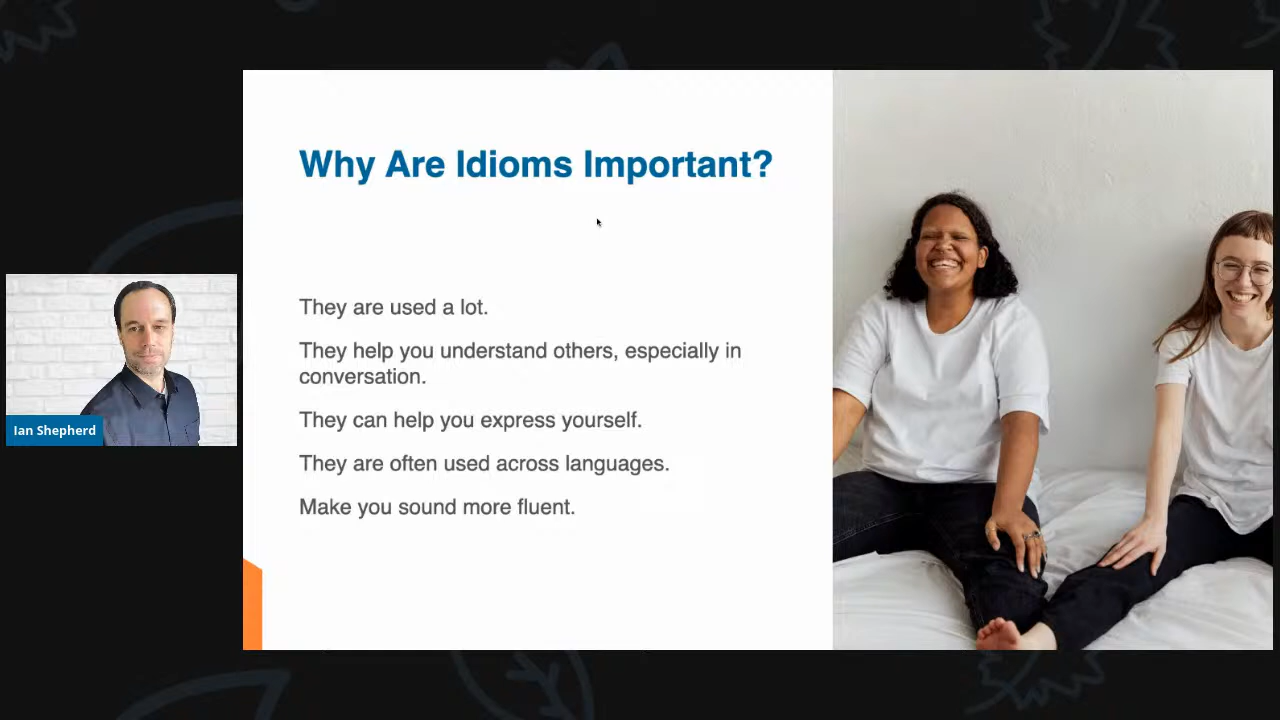 Why Are Idioms Important?
They are used a lot.
They help you understand others, especially in
conversation.
They can help you express yourself.
They are often used across languages.
Make you sound more fluent.
Ian Shepherd